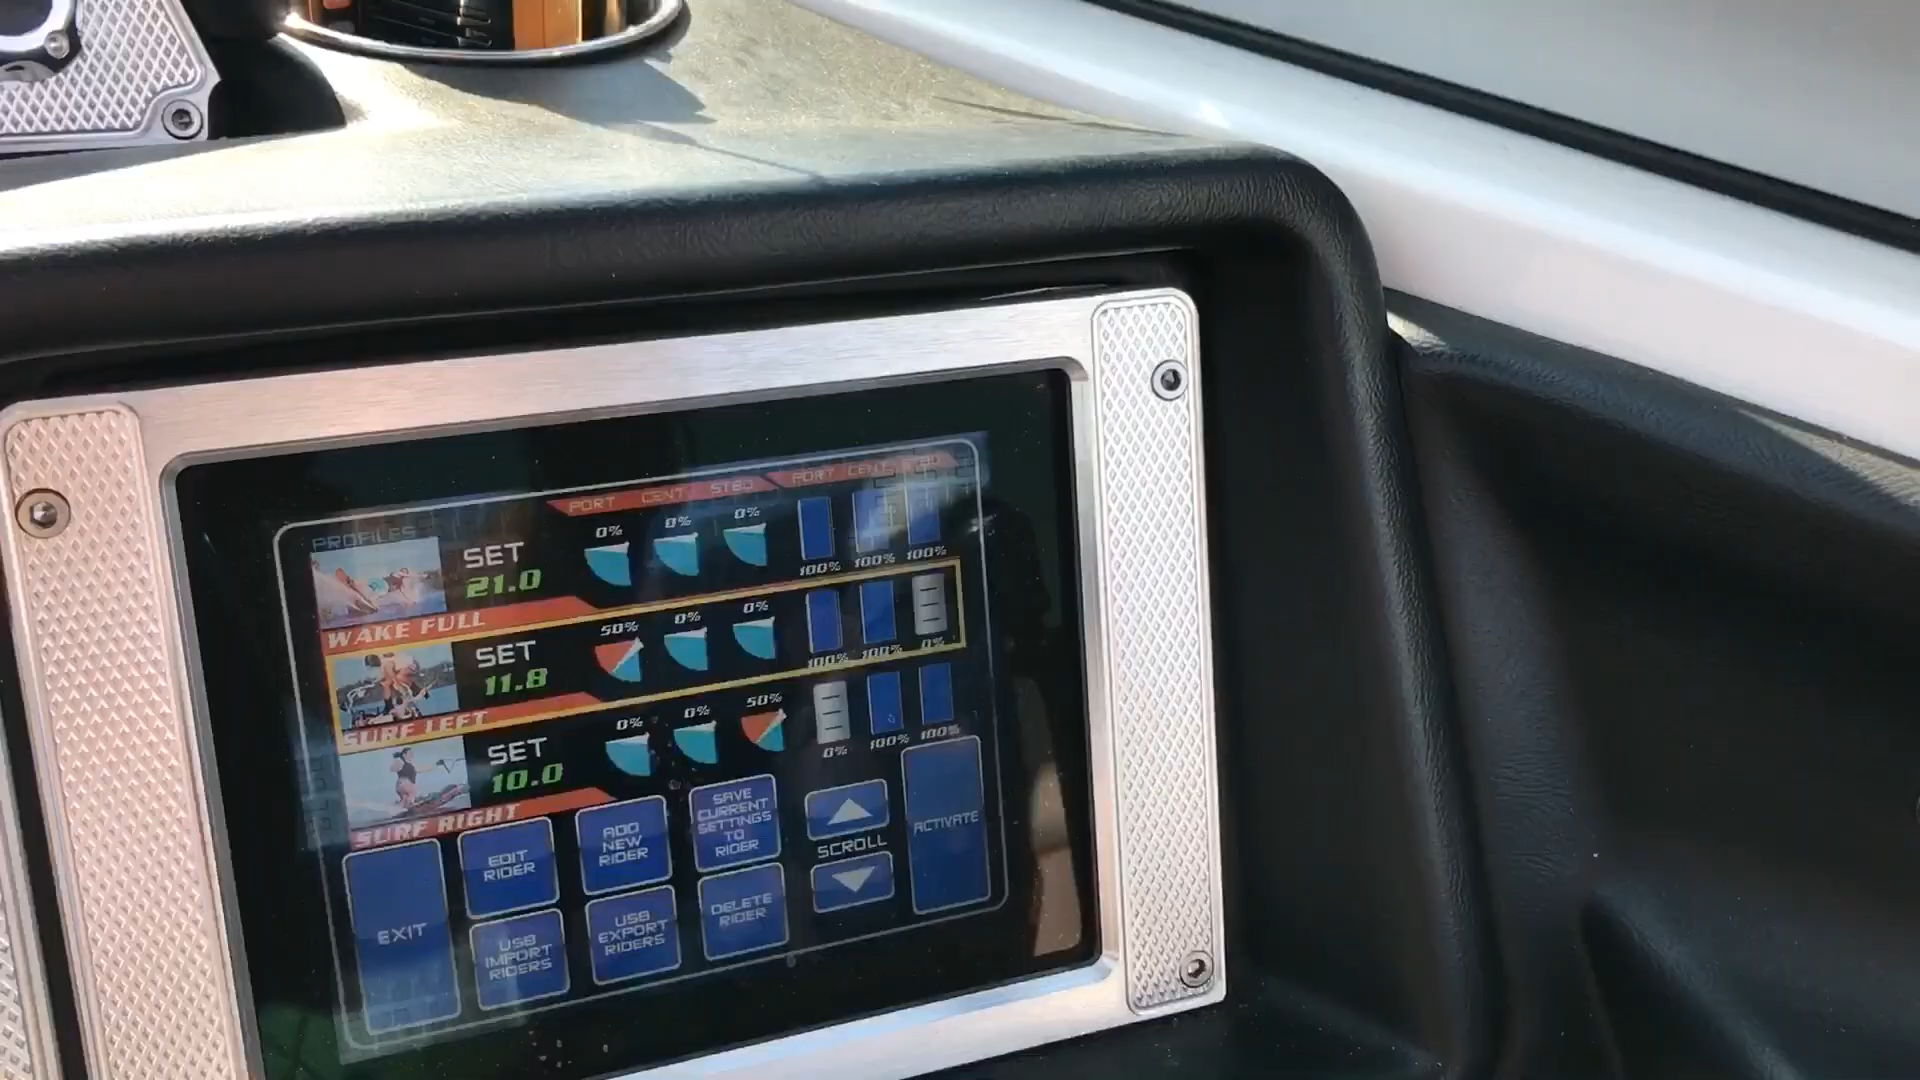 PORT CENT STBD PORT CENT STBD
PROFILES
SET
21.0
0% 0% 0%
100% 100% 100%
WAKE FULL
SET
11.8
50% 0% 0%
100% 100% 0%
SURF LEFT
SET
10.0
0% 0% 50%
0% 100% 100%
SURF RIGHT
EXIT
EDIT
RIDER
ADD
NEW
RIDER
SAVE
CURRENT
SETTINGS
TO
RIDER
SCROLL
ACTIVATE
USB
IMPORT
RIDERS
USB
EXPORT
RIDERS
DELETE
RIDER